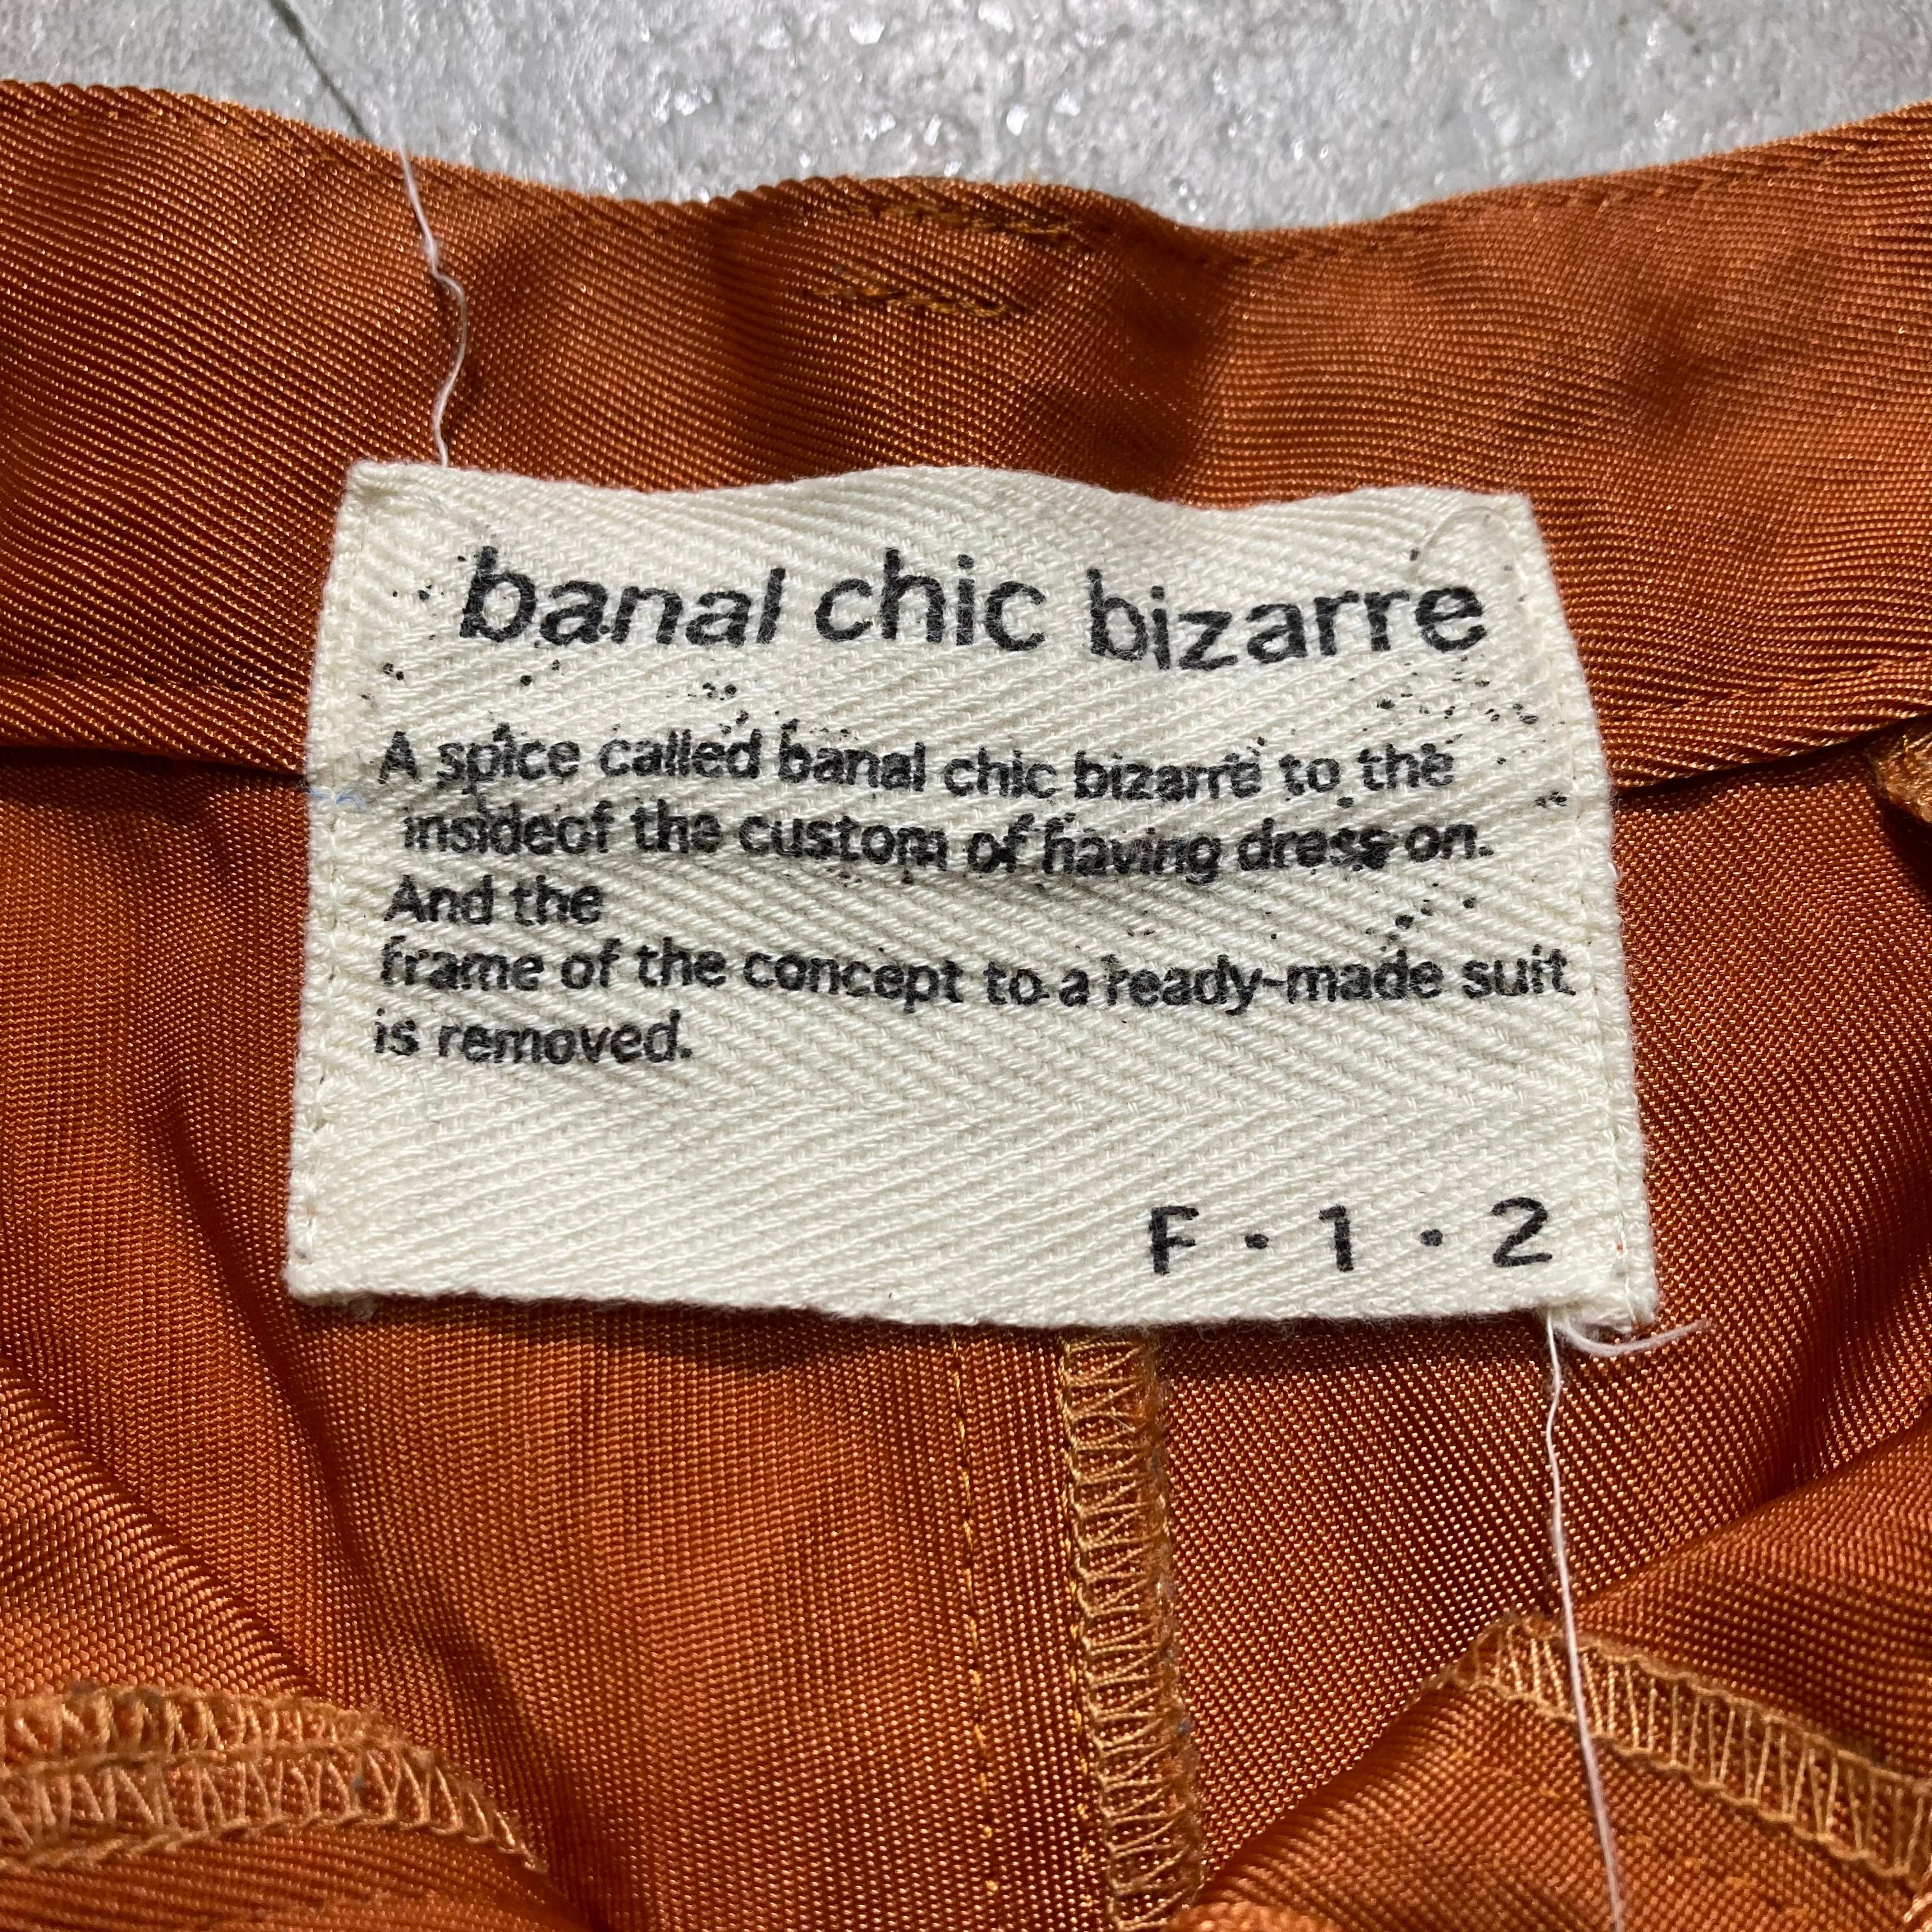 banal chic bizarre
A spice called banal chic bizarre to the
insideof the custom of having dress on.
And the
frame of the concept to a ready-made suit
is removed.
F・1・2